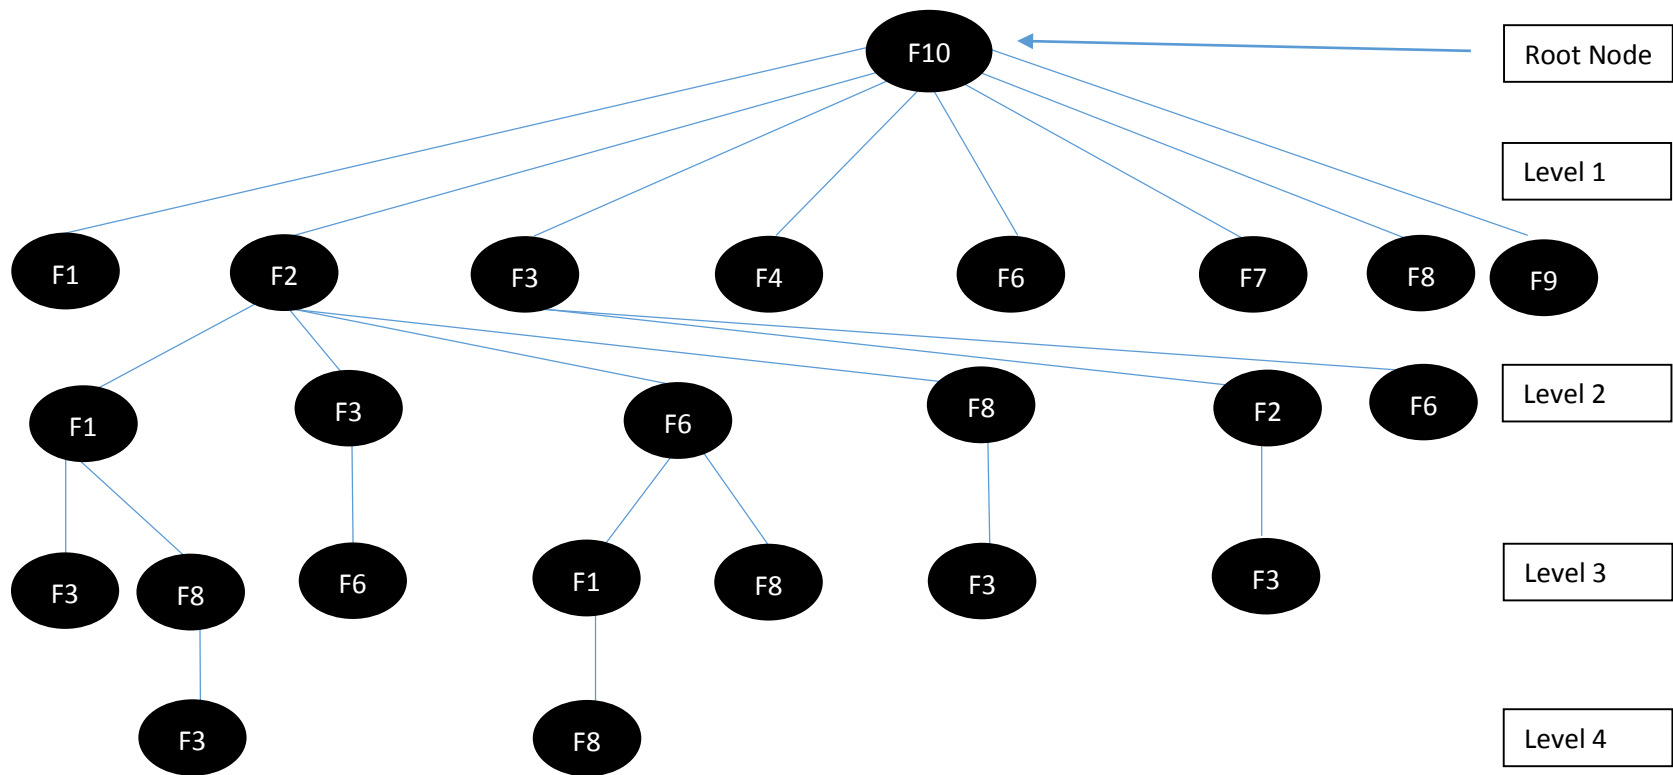 F10
Root Node
Level 1
F1
F2
F3
F4
F6
F7
F8
F9
Level 2
F1
F3
F6
F8
F2
F6
Level 3
F3
F8
F6
F1
F8
F3
F3
Level 4
F3
F8